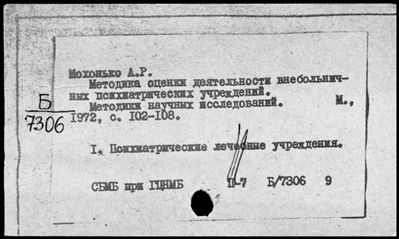 Мохонько А.Р.
Методика оценки деятельности внебольнич-
ных психиатрических учреждений.
Методики научных исследований. М.,
1972, с. 102-108.
Б
7306
I. Психиатрические лечебные учреждения.
СБМБ при ГЦНМБ П-7 Б/7306 9